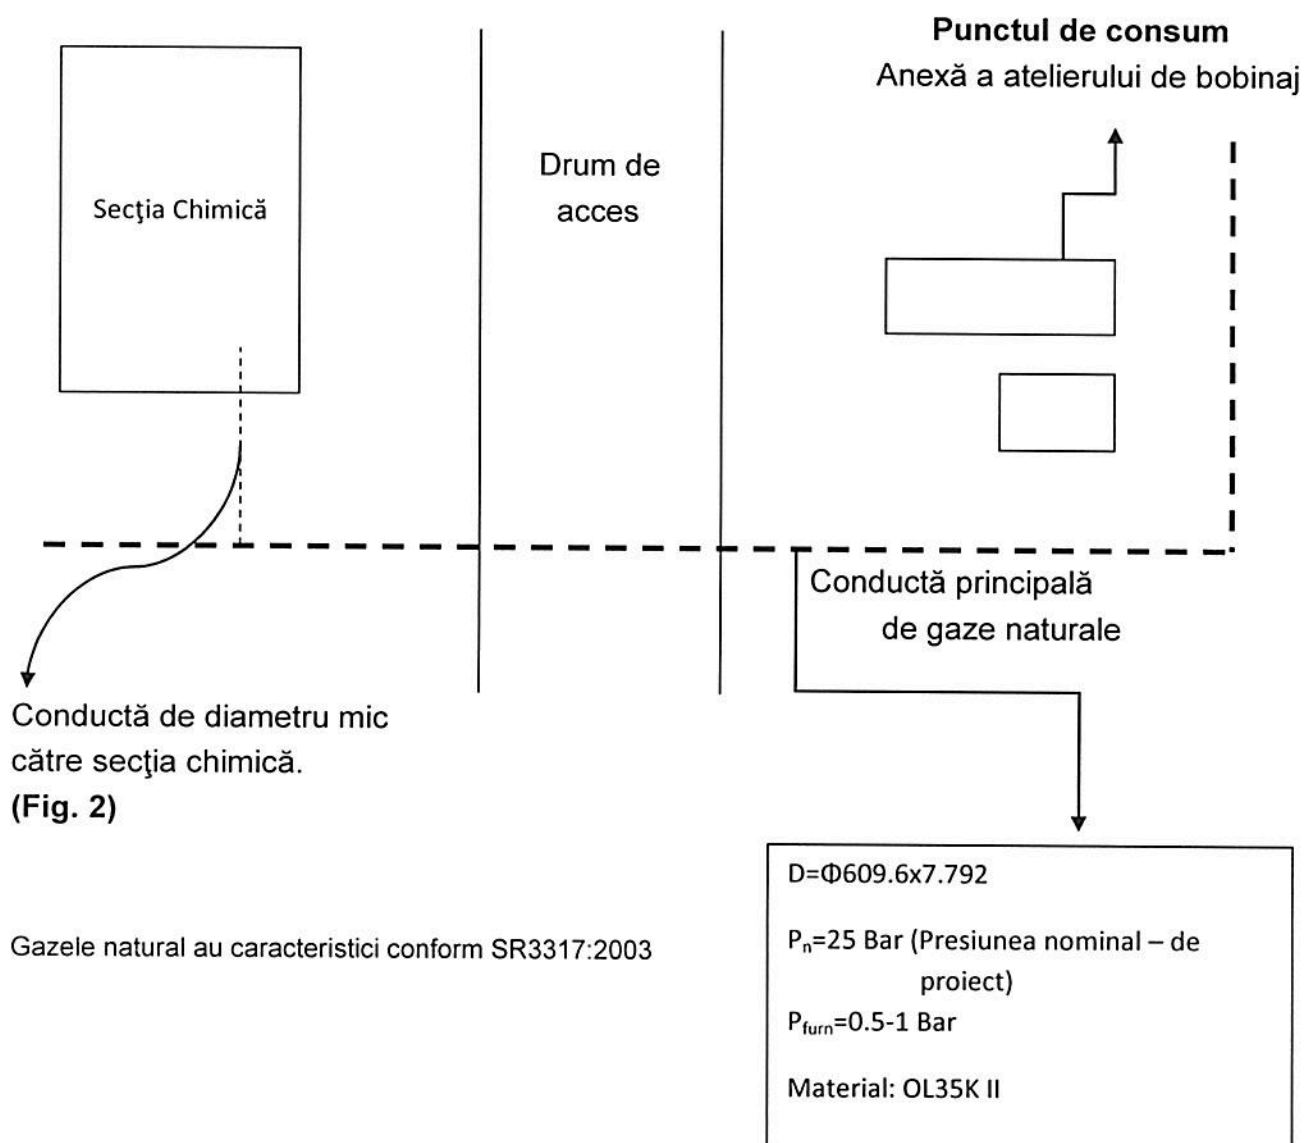 Punctul de consum
Anexă a atelierului de bobinaj
Secţia Chimică
Drum de
acces
Conductă principală
de gaze naturale
Conductă de diametru mic
către secţia chimică.
(Fig. 2)
Gazele natural au caracteristici conform SR3317:2003
D=Φ609.6x7.792
Pn=25 Bar (Presiunea nominal – de
proiect)
Pfurn=0.5-1 Bar
Material: OL35K II